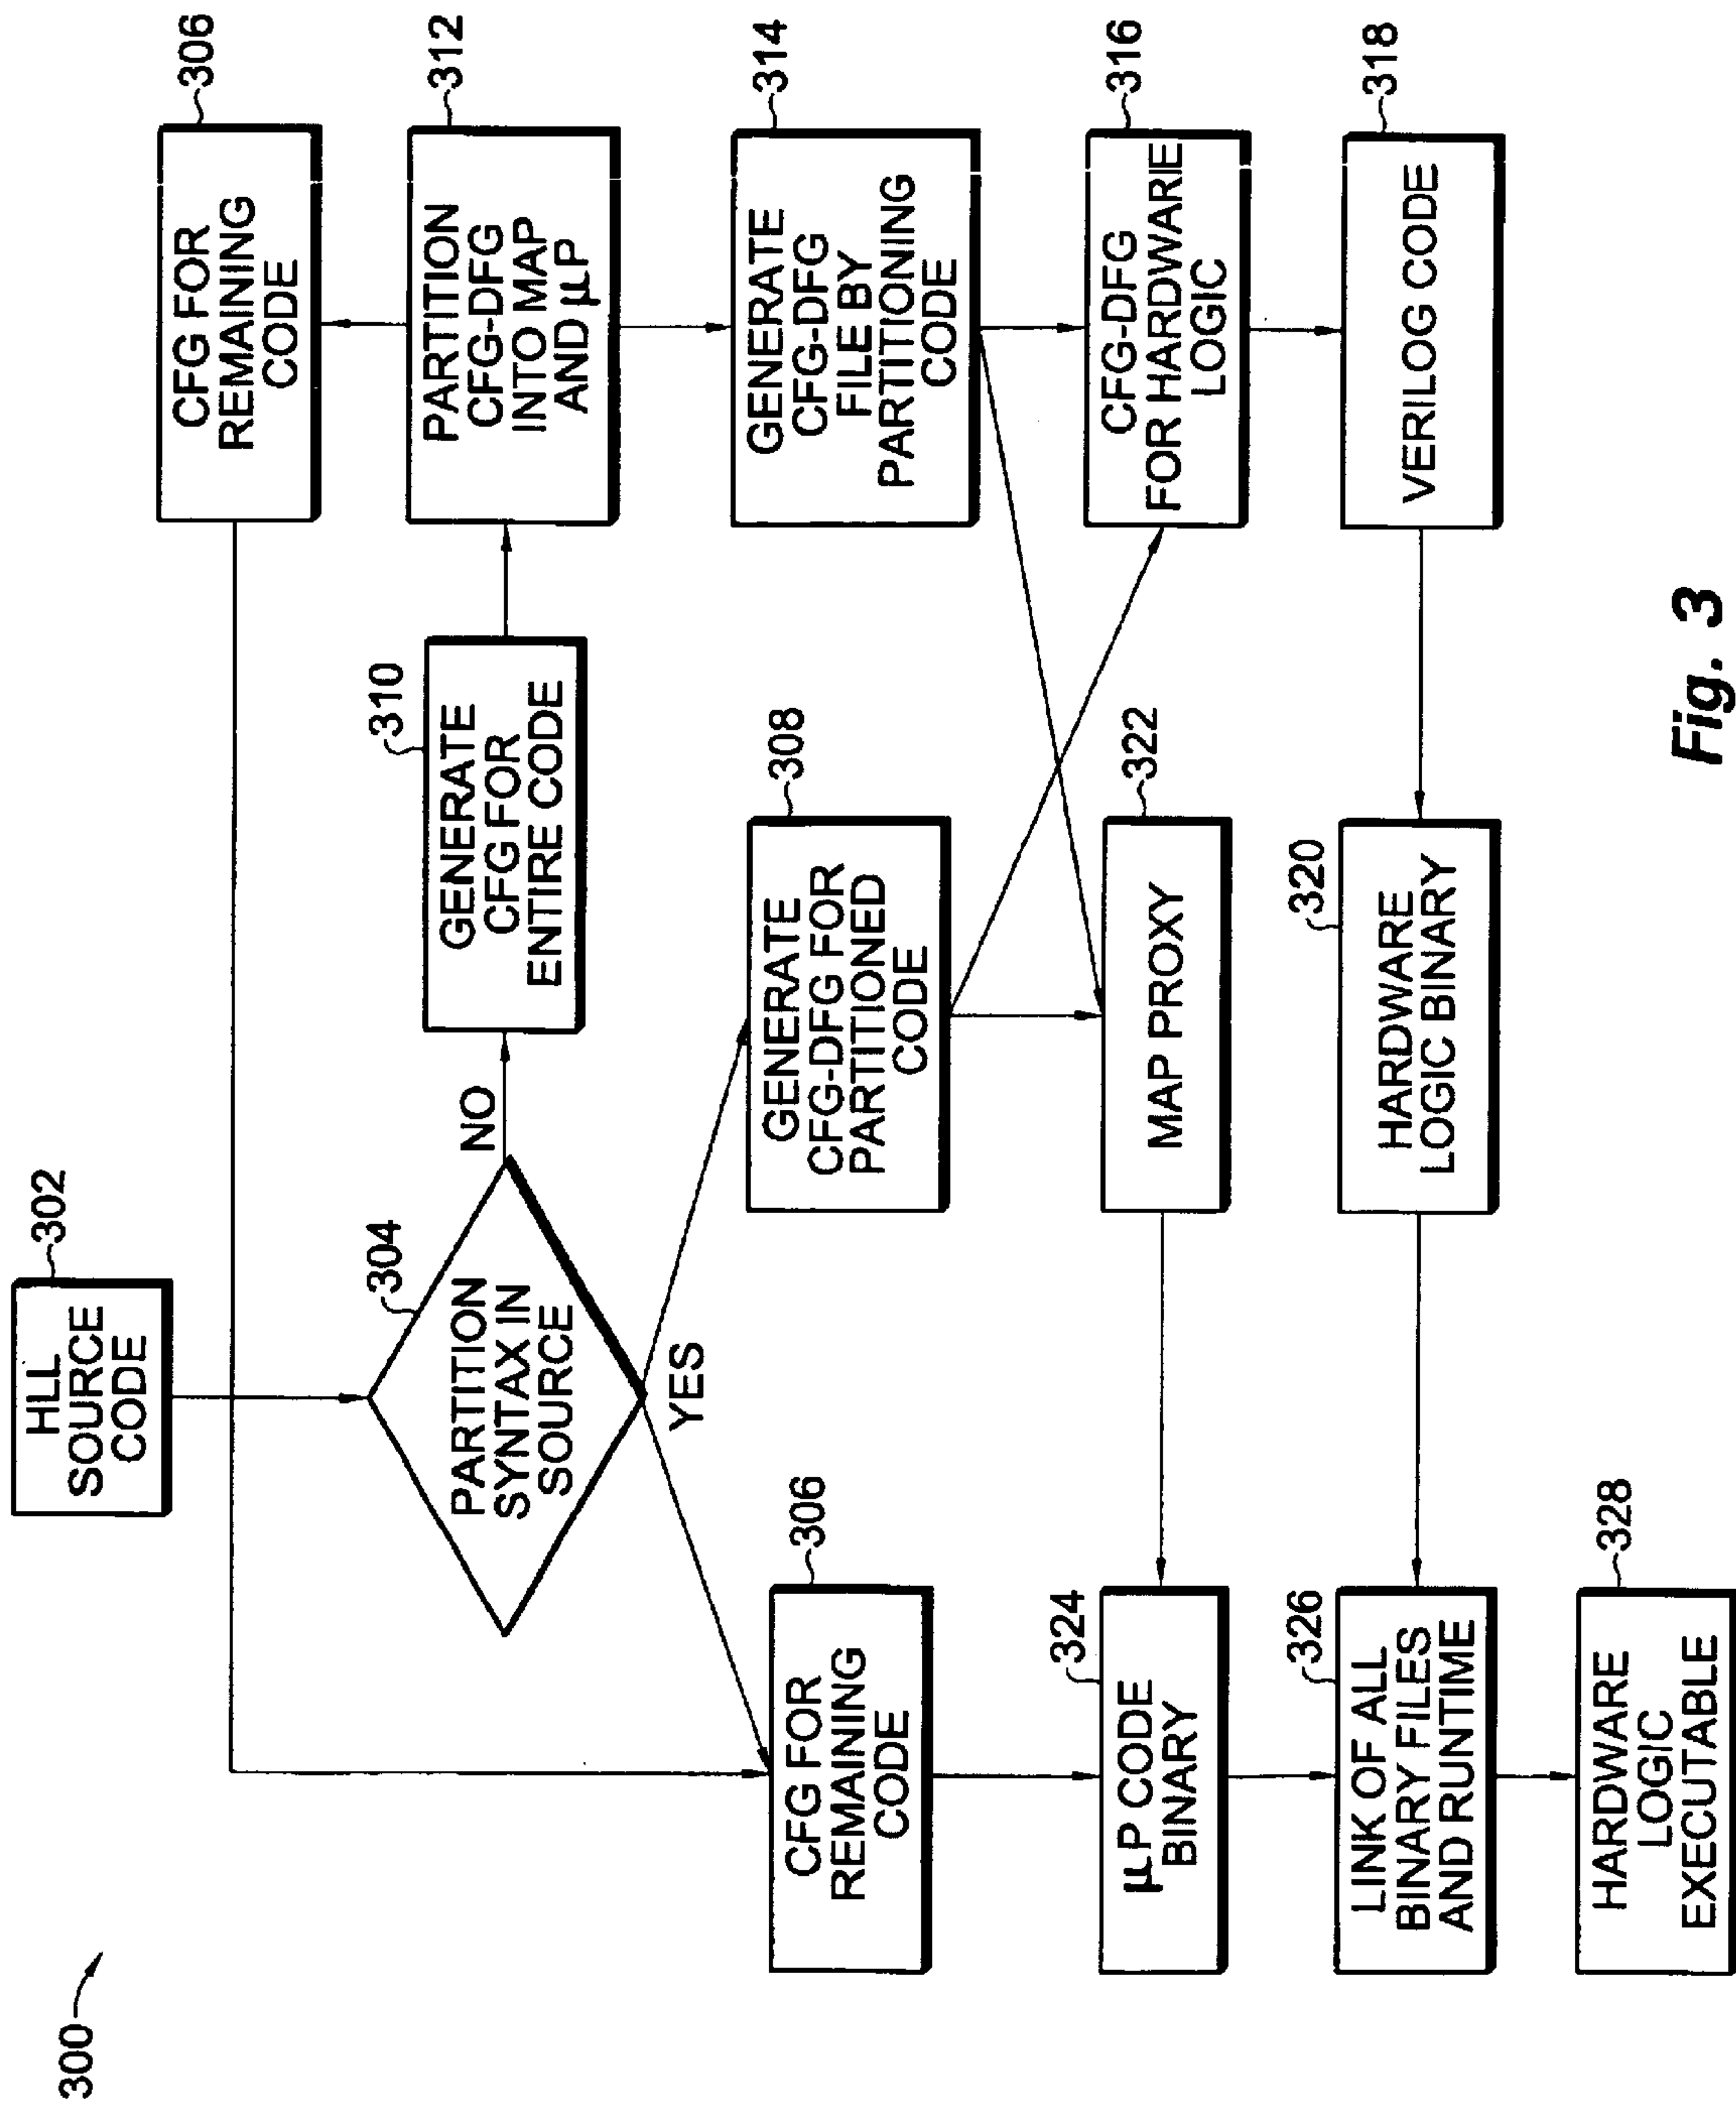 300
HLL
SOURCE
CODE
302
PARTITION
SYNTAX IN
SOURCE
304
NO
YES
GENERATE
CFG FOR
ENTIRE CODE
310
CFG FOR
REMAINING
CODE
306
PARTITION
CFG-DFG
INTO MAP
AND μP
312
CFG FOR
REMAINING
CODE
306
GENERATE
CFG-DFG FOR
PARTITIONED
CODE
308
GENERATE
CFG-DFG
FILE BY
PARTITIONING
CODE
314
μP CODE
BINARY
324
MAP PROXY
322
CFG-DFG
FOR HARDWARE
LOGIC
316
LINK OF ALL
BINARY FILES
AND RUNTIME
326
HARDWARE
LOGIC BINARY
320
VERILOG CODE
318
HARDWARE
LOGIC
EXECUTABLE
328
Fig. 3